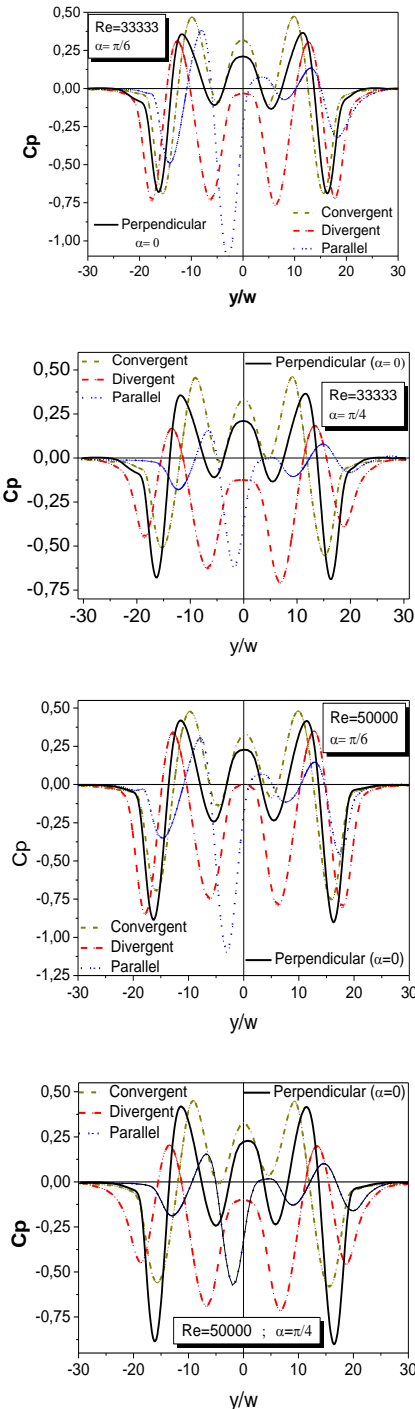 0,50
Re=33333
α= π/6
0,25
0,00
-0,25
Cp
-0,50
-0,75
Convergent
Perpendicular
Divergent
-1,00
α= 0
Parallel
-30 -20 -10 0 10 20 30
y/w
0,75
Convergent
Perpendicular (α= 0)
Divergent
0,50
Parallel
Re=33333
α= π/4
0,25
0,00
Cp
-0,25
-0,50
-0,75
-30 -20 -10 0 10 20 30
y/w
0,50
Re=50000
α= π/6
0,25
0,00
-0,25
Cp
-0,50
-0,75
Convergent
Divergent
-1,00
Parallel
Perpendicular (α=0)
-1,25
-30 -20 -10 0 10 20 30
y/w
0,50
Convergent
Perpendicular (α=0)
Divergent
0,25
Parallel
0,00
Cp
-0,25
-0,50
-0,75
Re=50000 ; α=π/4
-30 -20 -10 0 10 20 30
y/w